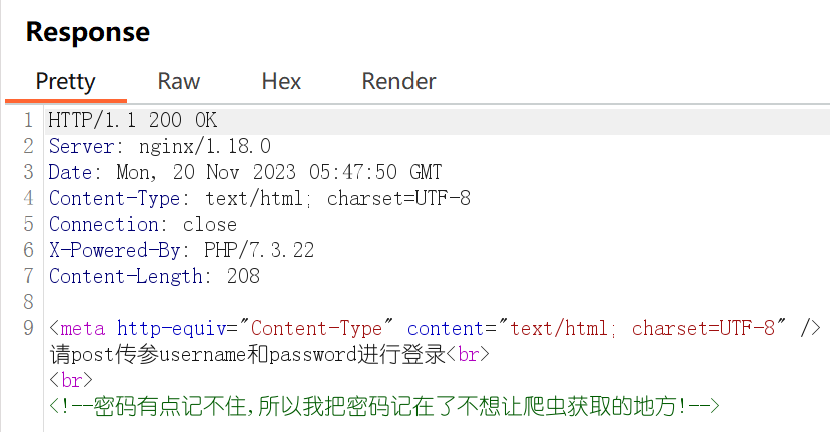 Response
Pretty Raw Hex Render
1 HTTP/1.1 200 OK
2 Server: nginx/1.18.0
3 Date: Mon, 20 Nov 2023 05:47:50 GMT
4 Content-Type: text/html; charset=UTF-8
5 Connection: close
6 X-Powered-By: PHP/7.3.22
7 Content-Length: 208
8
9 <meta http-equiv="Content-Type" content="text/html; charset=UTF-8" />
请post传参username和password进行登录<br>
<br>
<!--密码有点记不住,所以我把密码记在了不想让爬虫获取的地方!-->